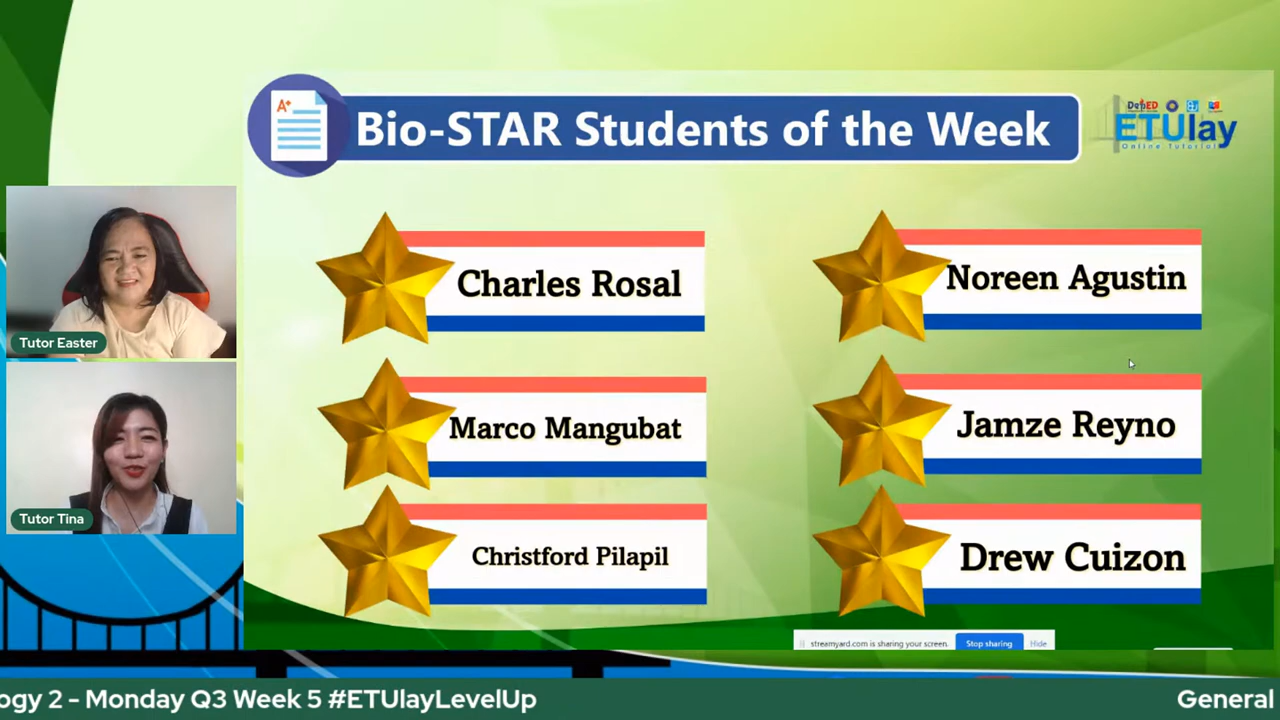 A+
Bio-STAR Students of the Week
DepED
ETUlay
Online Tutorial
Charles Rosal
Noreen Agustin
Marco Mangubat
Jamze Reyno
Christford Pilapil
Drew Cuizon
Tutor Easter
Tutor Tina
streamyard.com is sharing your screen.
Stop sharing
Hide
ogy 2 - Monday Q3 Week 5 #ETUlayLevelUp
General